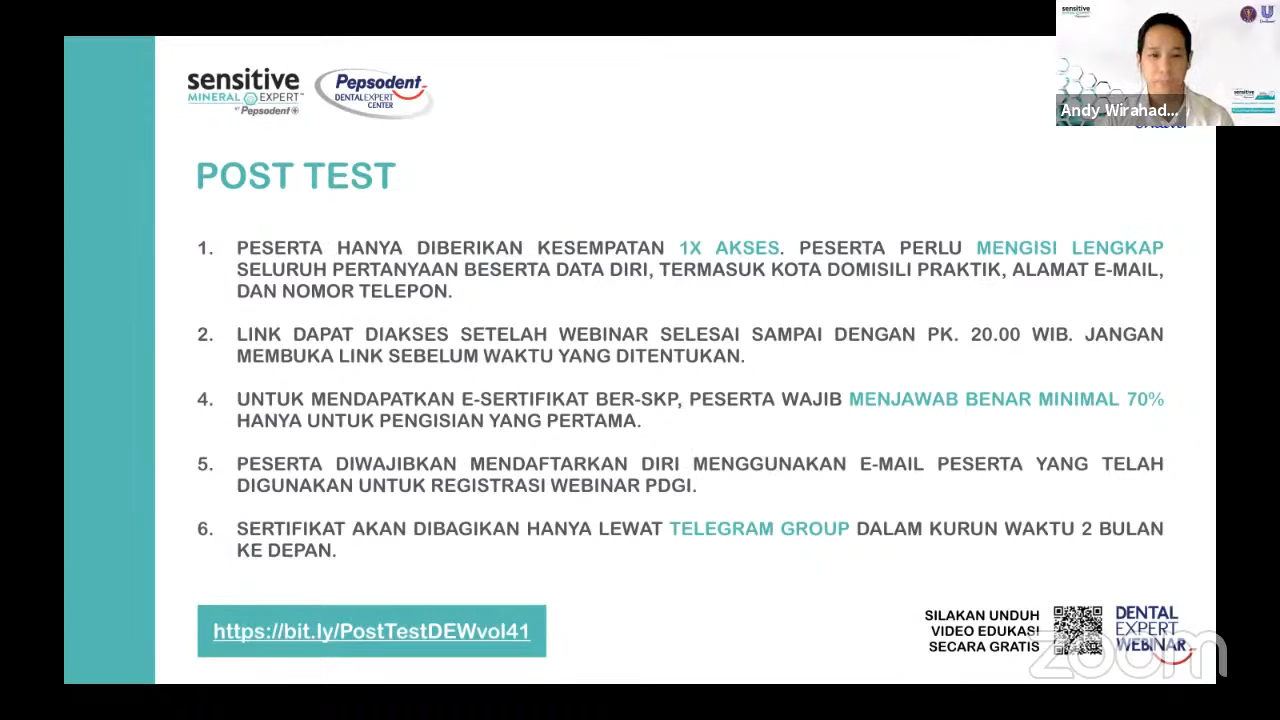 sensitive
MINERAL EXPERT
BY Pepsodent
Pepsodent
DENTAL EXPERT
CENTER
sensitive
Andy Wirahad...
POST TEST
1. PESERTA HANYA DIBERIKAN KESEMPATAN 1X AKSES. PESERTA PERLU MENGISI LENGKAP
SELURUH PERTANYAAN BESERTA DATA DIRI, TERMASUK KOTA DOMISILI PRAKTIK, ALAMAT E-MAIL,
DAN NOMOR TELEPON.
2. LINK DAPAT DIAKSES SETELAH WEBINAR SELESAI SAMPAI DENGAN PK. 20.00 WIB. JANGAN
MEMBUKA LINK SEBELUM WAKTU YANG DITENTUKAN.
4. UNTUK MENDAPATKAN E-SERTIFIKAT BER-SKP, PESERTA WAJIB MENJAWAB BENAR MINIMAL 70%
HANYA UNTUK PENGISIAN YANG PERTAMA.
5. PESERTA DIWAJIBKAN MENDAFTARKAN DIRI MENGGUNAKAN E-MAIL PESERTA YANG TELAH
DIGUNAKAN UNTUK REGISTRASI WEBINAR PDGI.
6. SERTIFIKAT AKAN DIBAGIKAN HANYA LEWAT TELEGRAM GROUP DALAM KURUN WAKTU 2 BULAN
KE DEPAN.
https://bit.ly/PostTestDEWvol41
SILAKAN UNDUH
VIDEO EDUKASI
SECARA GRATIS
DENTAL
EXPERT
WEBINAR
zoom